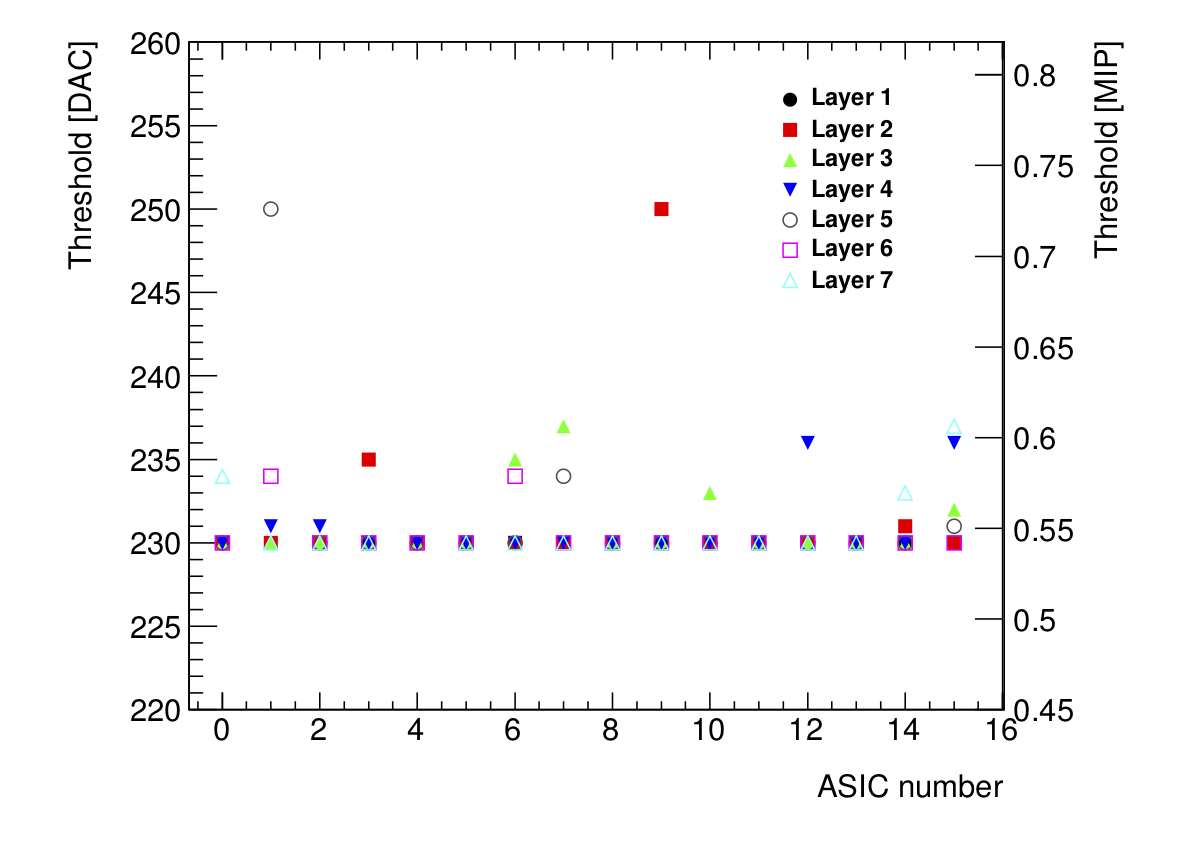 Threshold [DAC]
260
255
250
245
240
235
230
225
220
Layer 1
Layer 2
Layer 3
Layer 4
Layer 5
Layer 6
Layer 7
Threshold [MIP]
0.8
0.75
0.7
0.65
0.6
0.55
0.5
0.45
0 2 4 6 8 10 12 14 16
ASIC number